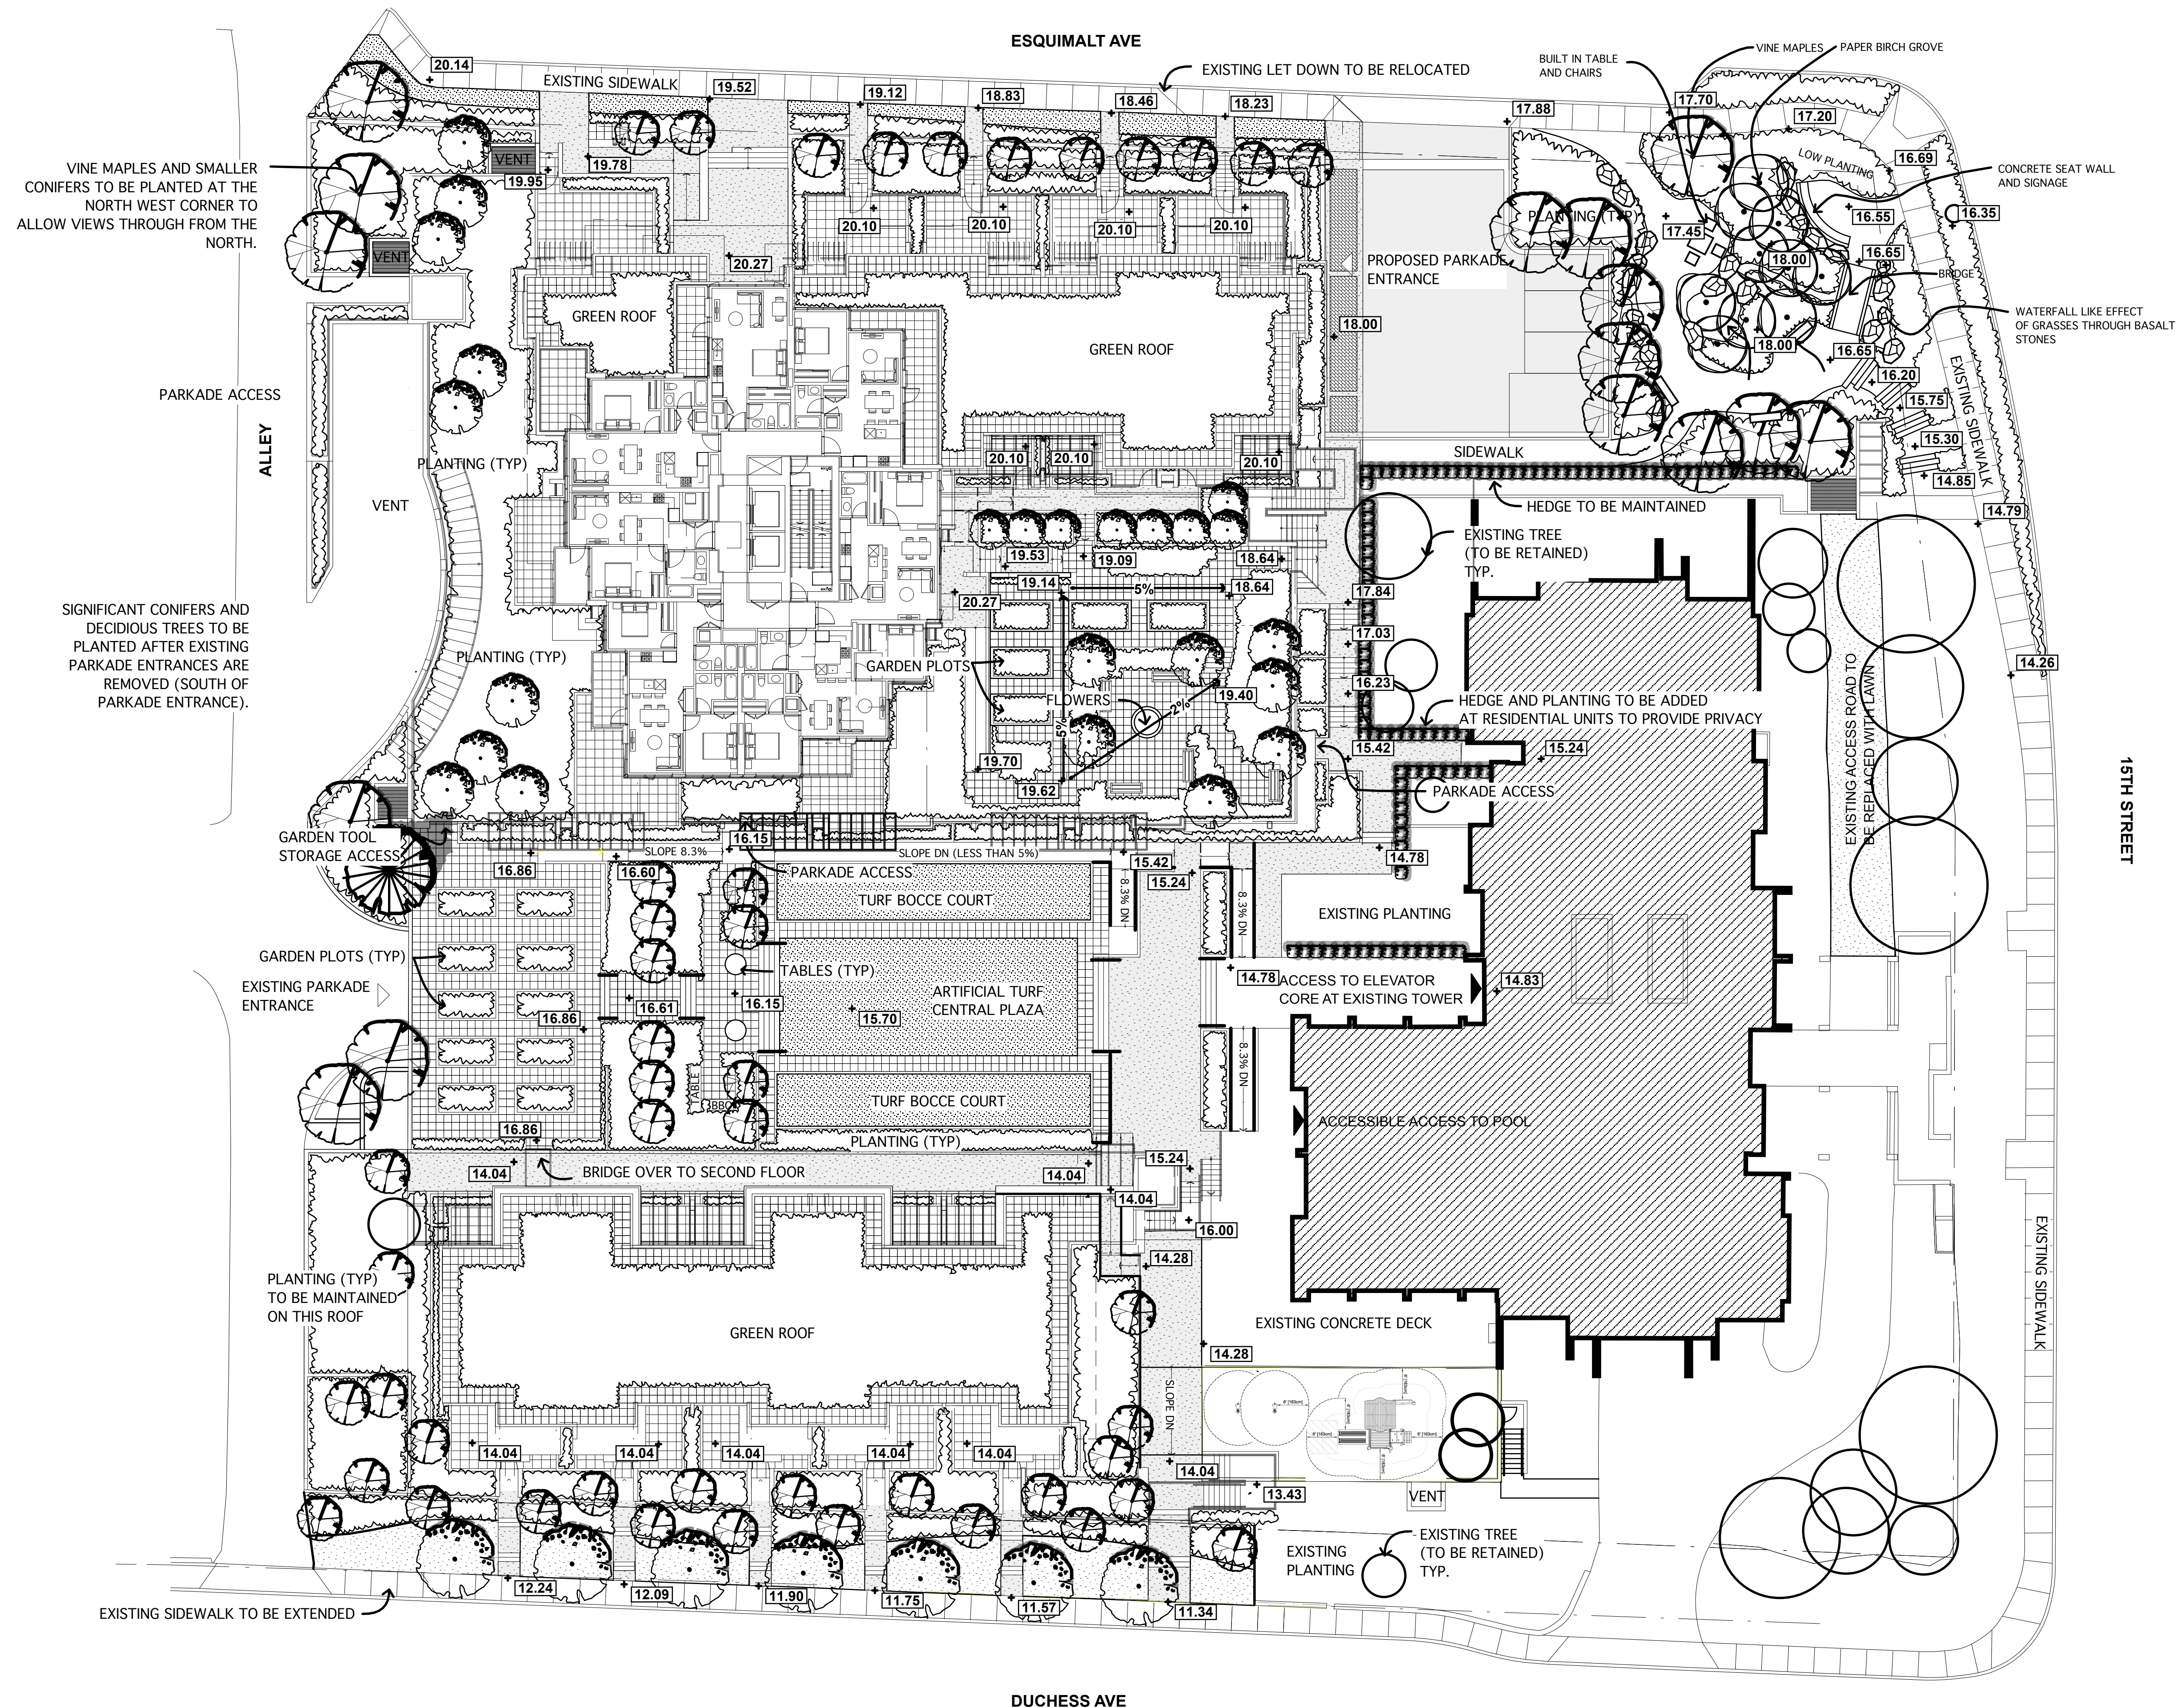 ESQUIMALT AVE
VINE MAPLES
PAPER BIRCH GROVE
BUILT IN TABLE
AND CHAIRS
20.14
EXISTING SIDEWALK
EXISTING LET DOWN TO BE RELOCATED
19.52
19.12
18.83
18.46
18.23
17.88
17.70
17.20
VENT
19.78
19.95
LOW PLANTING
16.69
CONCRETE SEAT WALL
AND SIGNAGE
VINE MAPLES AND SMALLER
CONIFERS TO BE PLANTED AT THE
NORTH WEST CORNER TO
ALLOW VIEWS THROUGH FROM THE
NORTH.
VENT
20.10
20.10
20.10
20.10
PLANTING (TYP)
17.45
16.55
16.35
20.27
PROPOSED PARKADE
ENTRANCE
18.00
16.65
BRIDGE
GREEN ROOF
GREEN ROOF
18.00
18.00
16.65
WATERFALL LIKE EFFECT
OF GRASSES THROUGH BASALT
STONES
16.20
15.75
15.30
14.85
EXISTING SIDEWALK
PARKADE ACCESS
ALLEY
PLANTING (TYP)
VENT
20.10
20.10
20.10
SIDEWALK
HEDGE TO BE MAINTAINED
14.79
EXISTING TREE
(TO BE RETAINED)
TYP.
19.53
19.09
18.64
19.14
5%
18.64
20.27
17.84
17.03
16.23
14.26
SIGNIFICANT CONIFERS AND
DECIDIOUS TREES TO BE
PLANTED AFTER EXISTING
PARKADE ENTRANCES ARE
REMOVED (SOUTH OF
PARKADE ENTRANCE).
PLANTING (TYP)
GARDEN PLOTS
FLOWERS
19.40
2%
5%
HEDGE AND PLANTING TO BE ADDED
AT RESIDENTIAL UNITS TO PROVIDE PRIVACY
15.42
15.24
19.70
19.62
PARKADE ACCESS
EXISTING ACCESS ROAD TO
BE REPLACED WITH LAWN
15TH STREET
GARDEN TOOL
STORAGE ACCESS
16.15
SLOPE 8.3%
SLOPE DN (LESS THAN 5%)
16.86
16.60
PARKADE ACCESS
15.42
15.24
14.78
8.3% DN
8.3% DN
TURF BOCCE COURT
EXISTING PLANTING
GARDEN PLOTS (TYP)
TABLES (TYP)
EXISTING PARKADE
ENTRANCE
ARTIFICIAL TURF
CENTRAL PLAZA
14.78
ACCESS TO ELEVATOR
CORE AT EXISTING TOWER
14.83
16.86
16.61
16.15
15.70
8.3% DN
TABLE
BBQ
TURF BOCCE COURT
ACCESSIBLE ACCESS TO POOL
16.86
PLANTING (TYP)
14.04
BRIDGE OVER TO SECOND FLOOR
14.04
15.24
14.04
16.00
14.28
PLANTING (TYP)
TO BE MAINTAINED
ON THIS ROOF
GREEN ROOF
EXISTING CONCRETE DECK
14.28
EXISTING SIDEWALK
SLOPE DN
14.04
14.04
14.04
14.04
14.04
14.04
13.43
VENT
EXISTING
PLANTING
EXISTING TREE
(TO BE RETAINED)
TYP.
12.24
12.09
11.90
11.75
11.57
11.34
EXISTING SIDEWALK TO BE EXTENDED
DUCHESS AVE